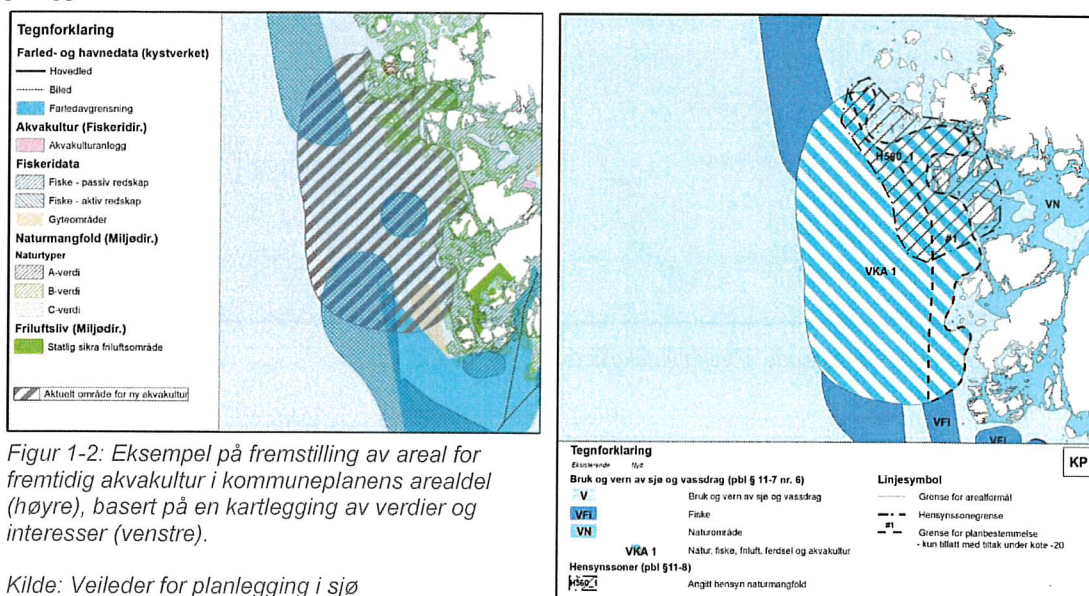 Tegnforklaring
Farled- og havnedata (kystverket)
Hovedled
Biled
Farledavgrensning
Akvakultur (Fiskeridir.)
Akvakulturanlegg
Fiskeridata
Fiske - passiv redskap
Fiske - aktiv redskap
Gyteområder
Naturmangfold (Miljødir.)
Naturtyper
A-verdi
B-verdi
C-verdi
Friluftsliv (Miljødir.)
Statlig sikra friluftsområde
Aktuelt område for ny akvakultur
Figur 1-2: Eksempel på fremstilling av areal for
fremtidig akvakultur i kommuneplanens arealdel
(høyre), basert på en kartlegging av verdier og
interesser (venstre).
Kilde: Veileder for planlegging i sjø
H560_1
VN
#1
VKA 1
VFi
VFi
Tegnforklaring
KP
Eksisterende Nytt
Bruk og vern av sjø og vassdrag (pbl § 11-7 nr. 6)
V Bruk og vern av sjø og vassdrag
VFi Fiske
VN Naturområde
VKA 1 Natur, fiske, friluft, ferdsel og akvakultur
Hensynssoner (pbl §11-8)
H560_1 Angitt hensyn naturmangfold
Linjesymbol
Grense for arealformål
Hensynssonegrense
#1 Grense for planbestemmelse
- kun tillatt med tiltak under kote -20